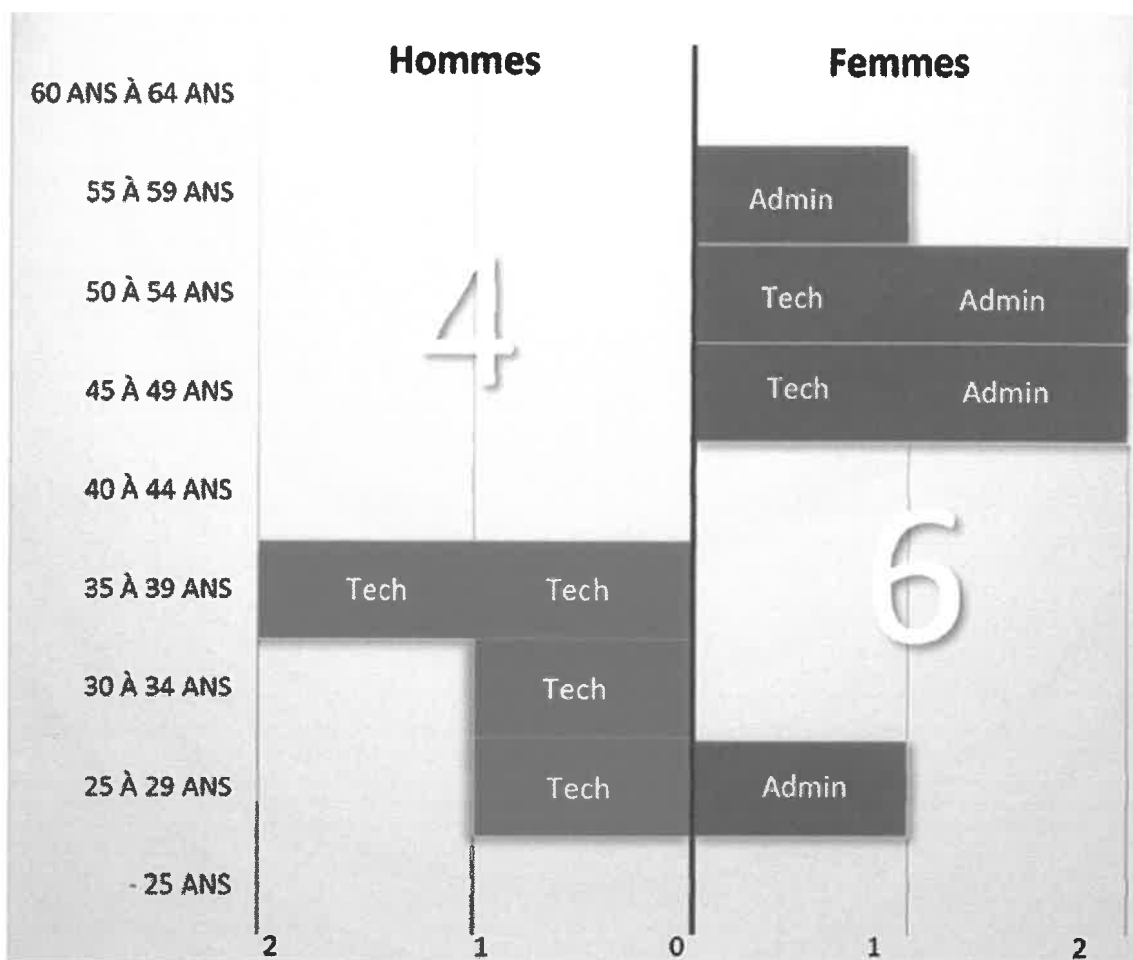 Hommes Femmes
60 ANS À 64 ANS
55 À 59 ANS Admin
50 À 54 ANS Tech Admin
4
45 À 49 ANS Tech Admin
40 À 44 ANS
6
35 À 39 ANS Tech Tech
30 À 34 ANS Tech
25 À 29 ANS Tech Admin
- 25 ANS
2 1 0 1 2